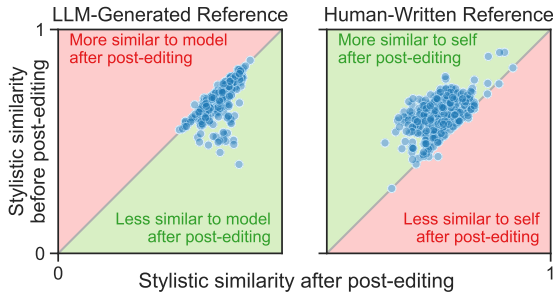 LLM-Generated Reference
Human-Written Reference
1
More similar to model
after post-editing
More similar to self
after post-editing
Stylistic similarity
before post-editing
Less similar to model
after post-editing
Less similar to self
after post-editing
0
0
1
Stylistic similarity after post-editing